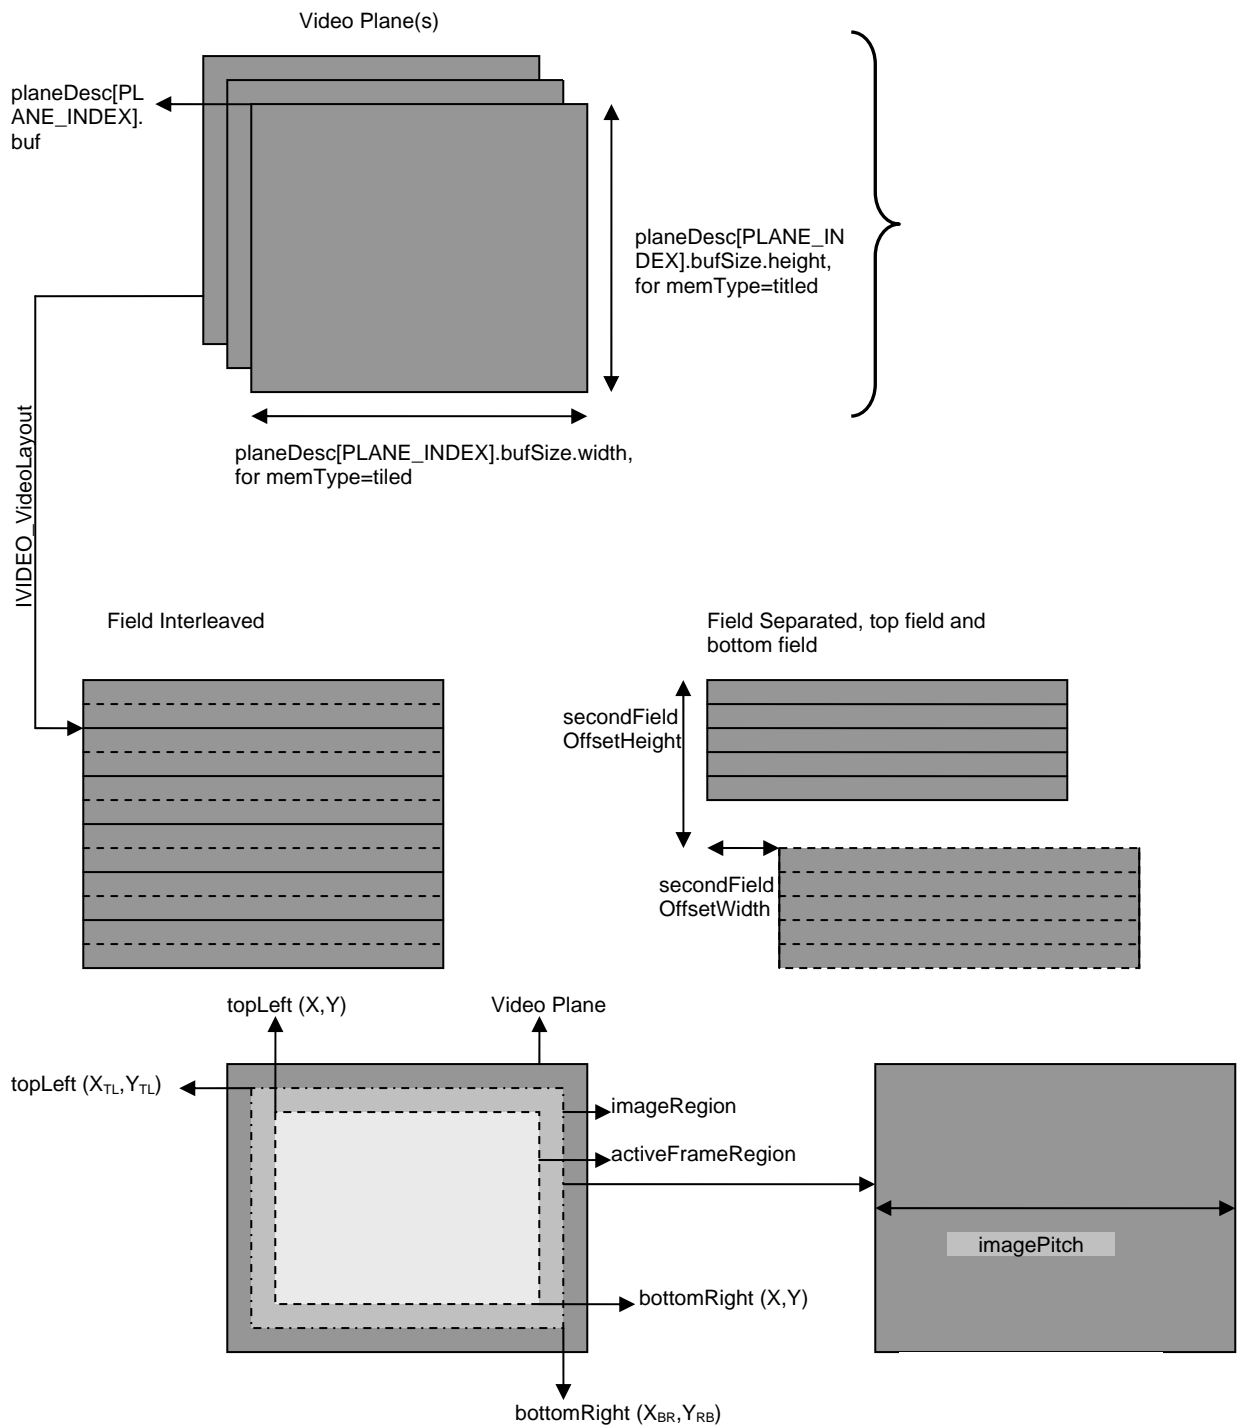 Video Plane(s)
planeDesc[PL
ANE_INDEX].
buf
planeDesc[PLANE_IN
DEX].bufSize.height,
for memType=titled
planeDesc[PLANE_INDEX].bufSize.width,
for memType=tiled
IVIDEO_VideoLayout
Field Interleaved
Field Separated, top field and
bottom field
secondField
OffsetHeight
secondField
OffsetWidth
topLeft (X,Y)
Video Plane
topLeft (XTL,YTL)
imageRegion
activeFrameRegion
imagePitch
bottomRight (X,Y)
bottomRight (XBR,YRB)